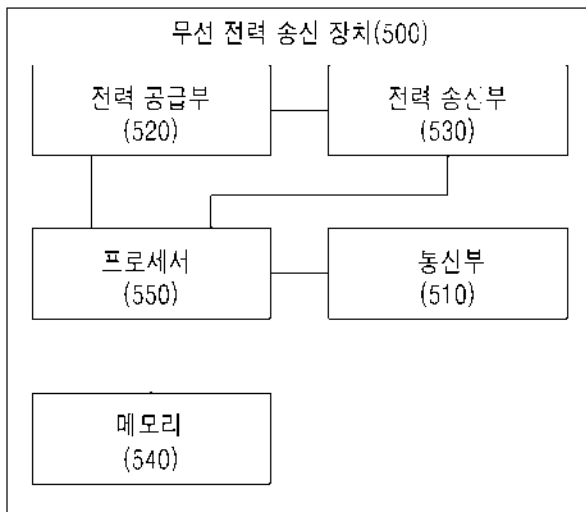 무선 전력 송신 장치(500)
전력 공급부
(520)
전력 송신부
(530)
프로세서
(550)
통신부
(510)
메모리
(540)